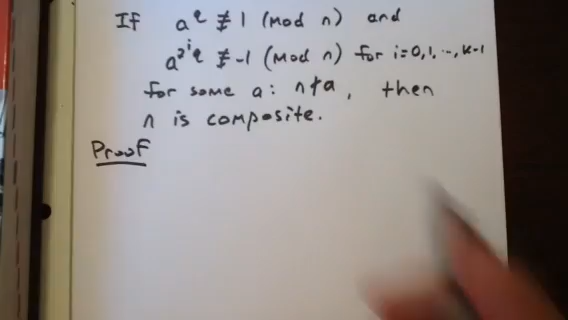 If a^q ≢ 1 (mod n) and
a^{2^i q} ≢ -1 (mod n) for i=0,1,...,k-1
for some a: n∤a, then
n is composite.
Proof